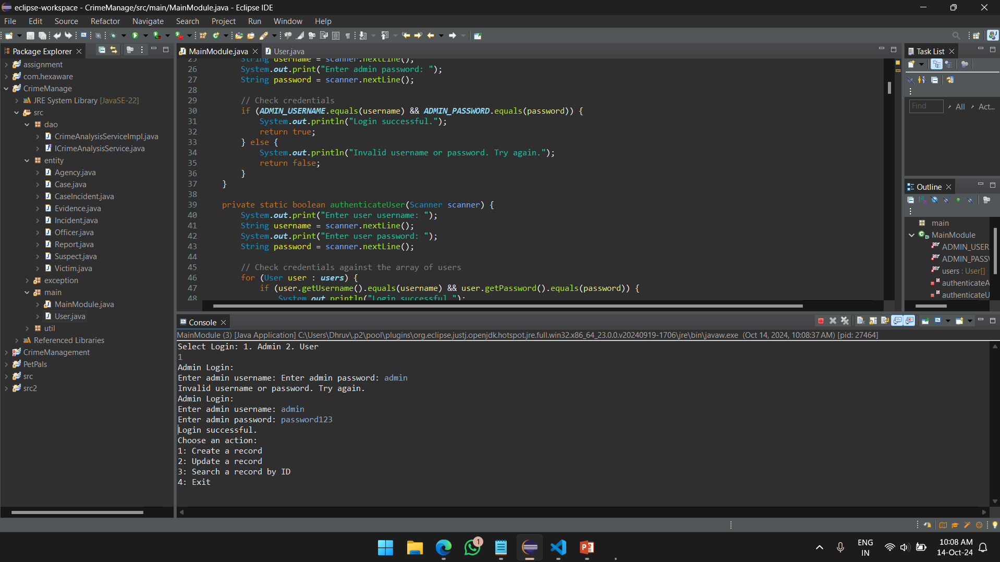 eclipse-workspace - CrimeManage/src/main/MainModule.java - Eclipse IDE
File Edit Source Refactor Navigate Search Project Run Window Help
Package Explorer
assignment
com.hexaware
CrimeManage
JRE System Library [JavaSE-22]
src
dao
CrimeAnalysisServiceImpl.java
ICrimeAnalysisService.java
entity
Agency.java
Case.java
CaseIncident.java
Evidence.java
Incident.java
Officer.java
Report.java
Suspect.java
Victim.java
exception
main
MainModule.java
User.java
util
Referenced Libraries
CrimeManagement
PetPals
src
src2
MainModule.java User.java
25 String username = scanner.nextLine();
26 System.out.print("Enter admin password: ");
27 String password = scanner.nextLine();
28
29 // Check credentials
30 if (ADMIN_USERNAME.equals(username) && ADMIN_PASSWORD.equals(password)) {
31 System.out.println("Login successful.");
32 return true;
33 } else {
34 System.out.println("Invalid username or password. Try again.");
35 return false;
36 }
37 }
38
39 private static boolean authenticateUser(Scanner scanner) {
40 System.out.print("Enter user username: ");
41 String username = scanner.nextLine();
42 System.out.print("Enter user password: ");
43 String password = scanner.nextLine();
44
45 // Check credentials against the array of users
46 for (User user : users) {
47 if (user.getUsername().equals(username) && user.getPassword().equals(password)) {
48 System.out.println("Login successful.");
Task List
Find All Act...
Outline
main
MainModule
ADMIN_USER
ADMIN_PASSW
users : User[]
authenticateA
authenticateU
Console
MainModule (3) [Java Application] C:\Users\Dhruv\.p2\pool\plugins\org.eclipse.justj.openjdk.hotspot.jre.full.win32.x86_64_23.0.0.v20240919-1706\jre\bin\javaw.exe (Oct 14, 2024, 10:08:37 AM) [pid: 27464]
Select Login: 1. Admin 2. User
1
Admin Login:
Enter admin username: Enter admin password: admin
Invalid username or password. Try again.
Admin Login:
Enter admin username: admin
Enter admin password: password123
Login successful.
Choose an action:
1: Create a record
2: Update a record
3: Search a record by ID
4: Exit
1
ENG
IN
10:08 AM
14-Oct-24